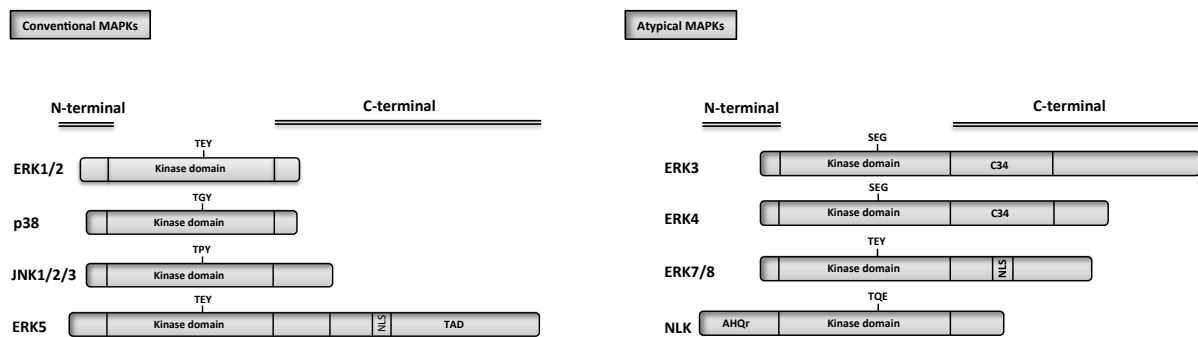 Conventional MAPKs
N-terminal
C-terminal
TEY
ERK1/2
Kinase domain
TGY
p38
Kinase domain
TPY
JNK1/2/3
Kinase domain
TEY
ERK5
Kinase domain
NLS
TAD
Atypical MAPKs
N-terminal
C-terminal
SEG
ERK3
Kinase domain
C34
SEG
ERK4
Kinase domain
C34
TEY
ERK7/8
Kinase domain
NLS
TQE
NLK
AHQr
Kinase domain